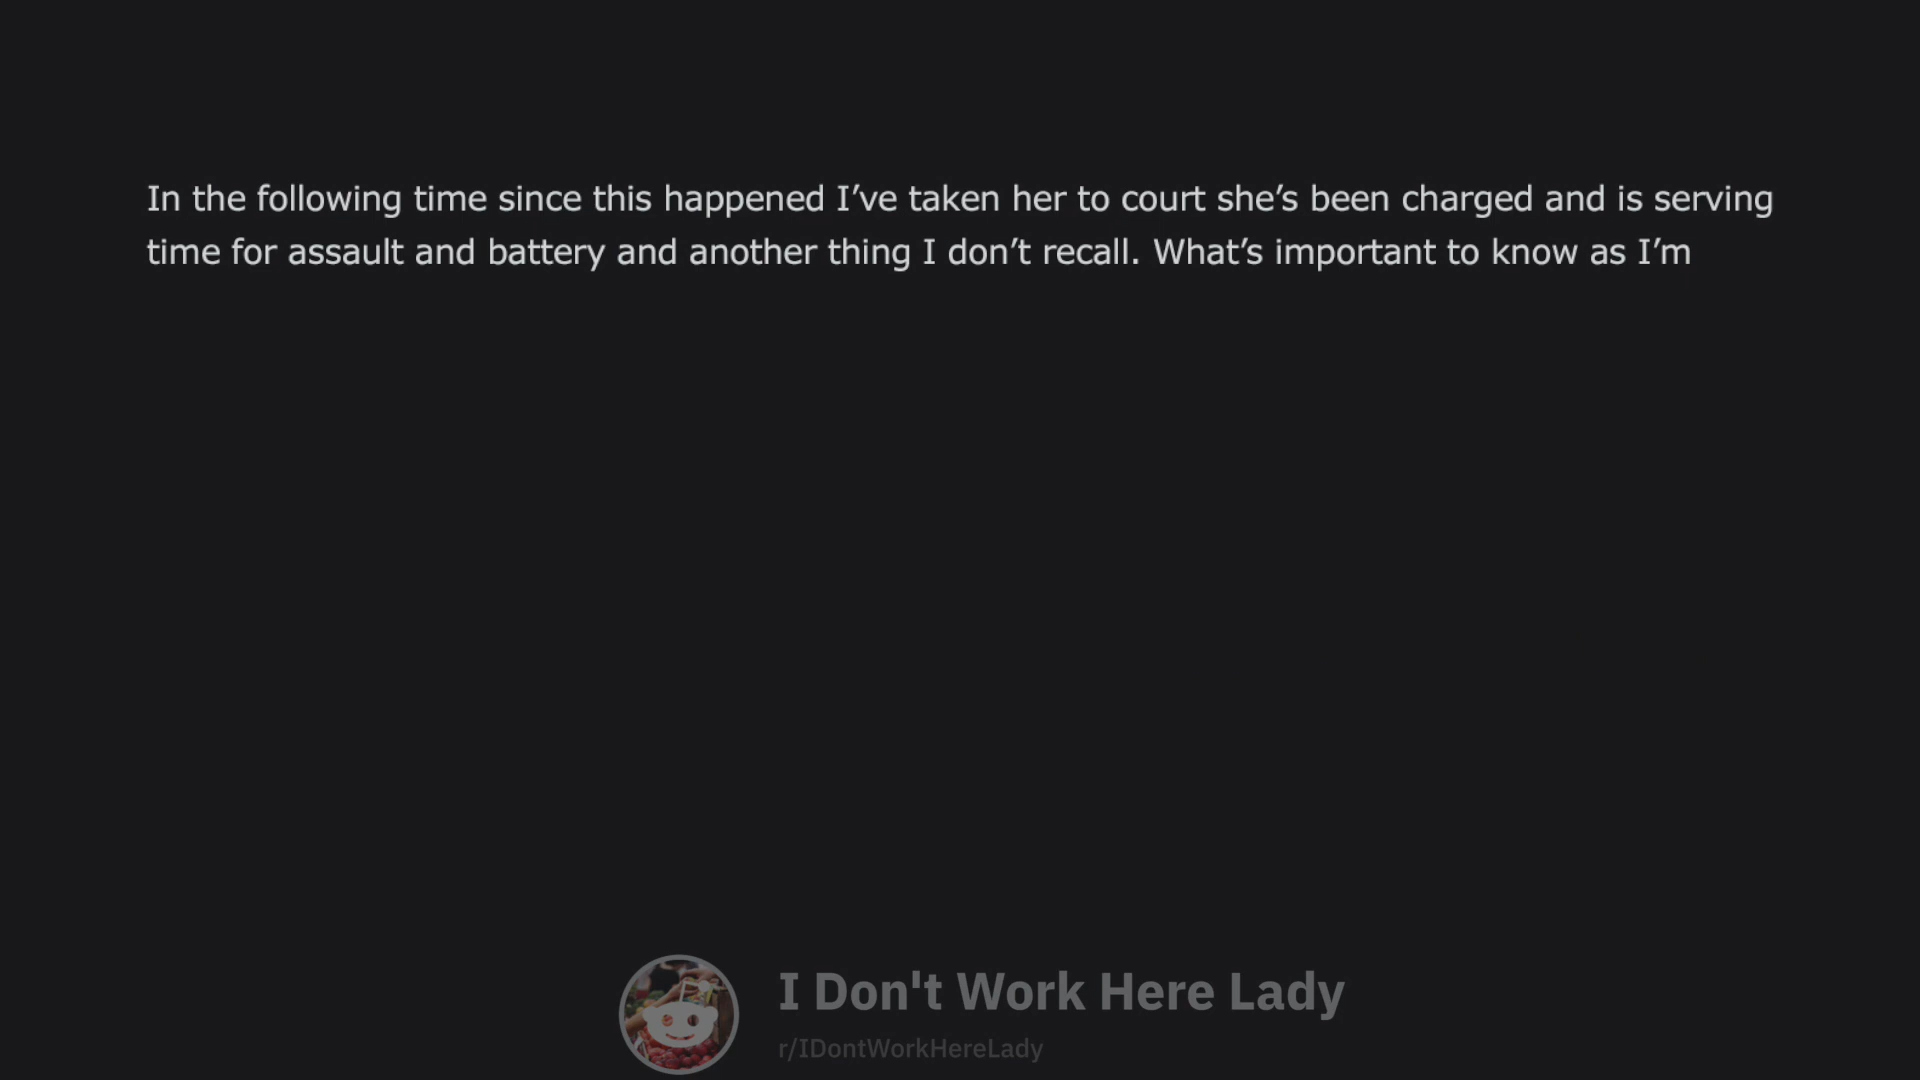 In the following time since this happened I’ve taken her to court she’s been charged and is serving
time for assault and battery and another thing I don’t recall. What’s important to know as I’m
I Don't Work Here Lady
r/IDontWorkHereLady